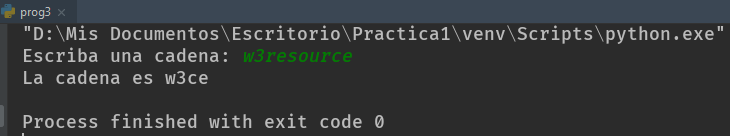 prog3
"D:\Mis Documentos\Escritorio\Practica1\venv\Scripts\python.exe"
Escriba una cadena: w3resource
La cadena es w3ce
Process finished with exit code 0